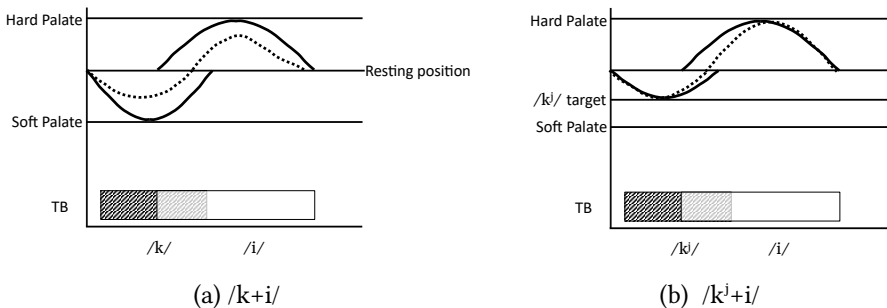 Hard Palate
Resting position
Soft Palate
TB
/k/ /i/
(a) /k+i/
Hard Palate
/kʲ/ target
Soft Palate
TB
/kʲ/ /i/
(b) /kʲ+i/